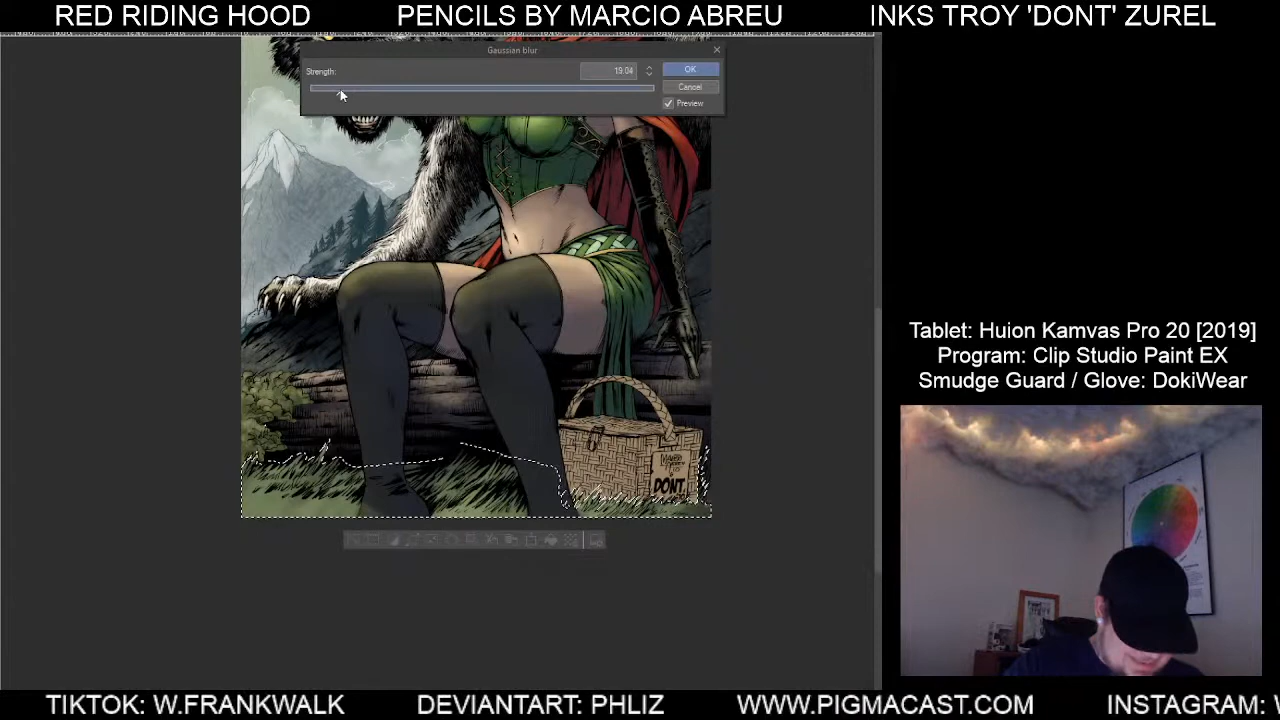 RED RIDING HOOD PENCILS BY MARCIO ABREU INKS TROY 'DONT' ZUREL
Gaussian blur
Strength: 19.04 OK
Cancel
Preview
DONT
Tablet: Huion Kamvas Pro 20 [2019]
Program: Clip Studio Paint EX
Smudge Guard / Glove: DokiWear
TIKTOK: W.FRANKWALK DEVIANTART: PHLIZ WWW.PIGMACAST.COM INSTAGRAM: